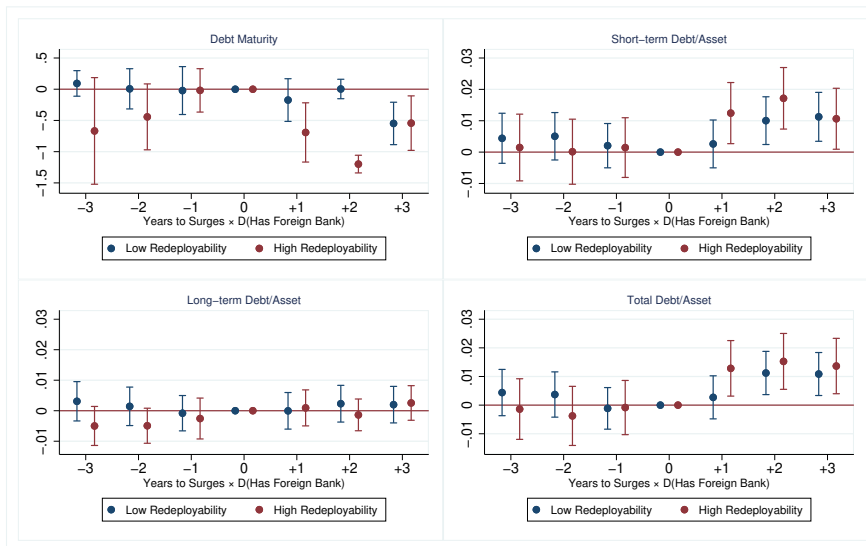 Debt Maturity
.5
0
-.5
-1
-1.5
−3 −2 −1 0 +1 +2 +3
Years to Surges × D(Has Foreign Bank)
Low Redeployability High Redeployability
Short−term Debt/Asset
.03
.02
.01
0
-.01
−3 −2 −1 0 +1 +2 +3
Years to Surges × D(Has Foreign Bank)
Low Redeployability High Redeployability
Long−term Debt/Asset
.03
.02
.01
0
-.01
−3 −2 −1 0 +1 +2 +3
Years to Surges × D(Has Foreign Bank)
Low Redeployability High Redeployability
Total Debt/Asset
.03
.02
.01
0
-.01
−3 −2 −1 0 +1 +2 +3
Years to Surges × D(Has Foreign Bank)
Low Redeployability High Redeployability